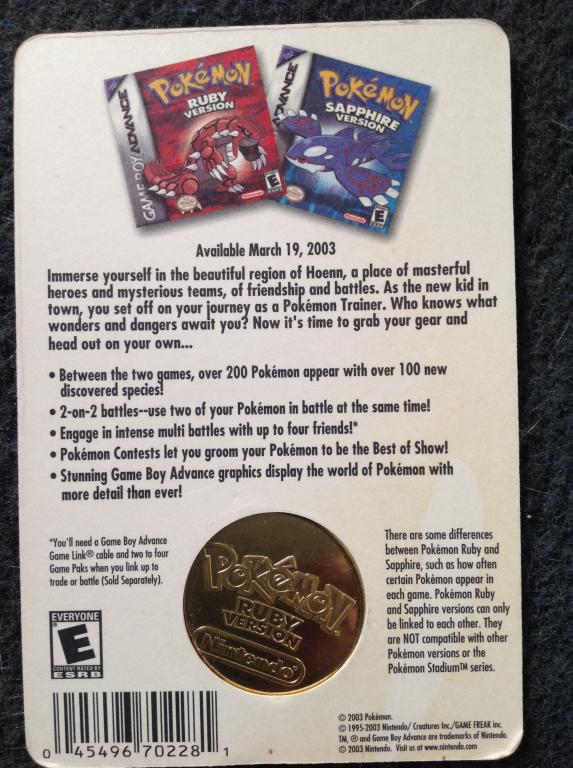 GAME BOY ADVANCE
POKéMON
RUBY
VERSION
Nintendo
E
ADVANCE
POKéMON
SAPPHIRE
VERSION
Nintendo
E
Available March 19, 2003
Immerse yourself in the beautiful region of Hoenn, a place of masterful
heroes and mysterious teams, of friendship and battles. As the new kid in
town, you set off on your journey as a Pokémon Trainer. Who knows what
wonders and dangers await you? Now it's time to grab your gear and
head out on your own...
• Between the two games, over 200 Pokémon appear with over 100 new
discovered species!
• 2-on-2 battles--use two of your Pokémon in battle at the same time!
• Engage in intense multi battles with up to four friends!*
• Pokémon Contests let you groom your Pokémon to be the Best of Show!
• Stunning Game Boy Advance graphics display the world of Pokémon with
more detail than ever!
*You'll need a Game Boy Advance
Game Link® cable and two to four
Game Paks when you link up to
trade or battle (Sold Separately).
EVERYONE
E
CONTENT RATED BY
ESRB
POKéMON
RUBY
VERSION
Nintendo
There are some differences
between Pokémon Ruby and
Sapphire, such as how often
certain Pokémon appear in
each game. Pokémon Ruby
and Sapphire versions can only
be linked to each other. They
are NOT compatible with other
Pokémon versions or the
Pokémon Stadium™ series.
0 45496 70228 1
© 2003 Pokémon.
© 1995-2003 Nintendo/ Creatures Inc./GAME FREAK inc.
TM, ® and Game Boy Advance are trademarks of Nintendo.
© 2003 Nintendo. Visit us at www.nintendo.com